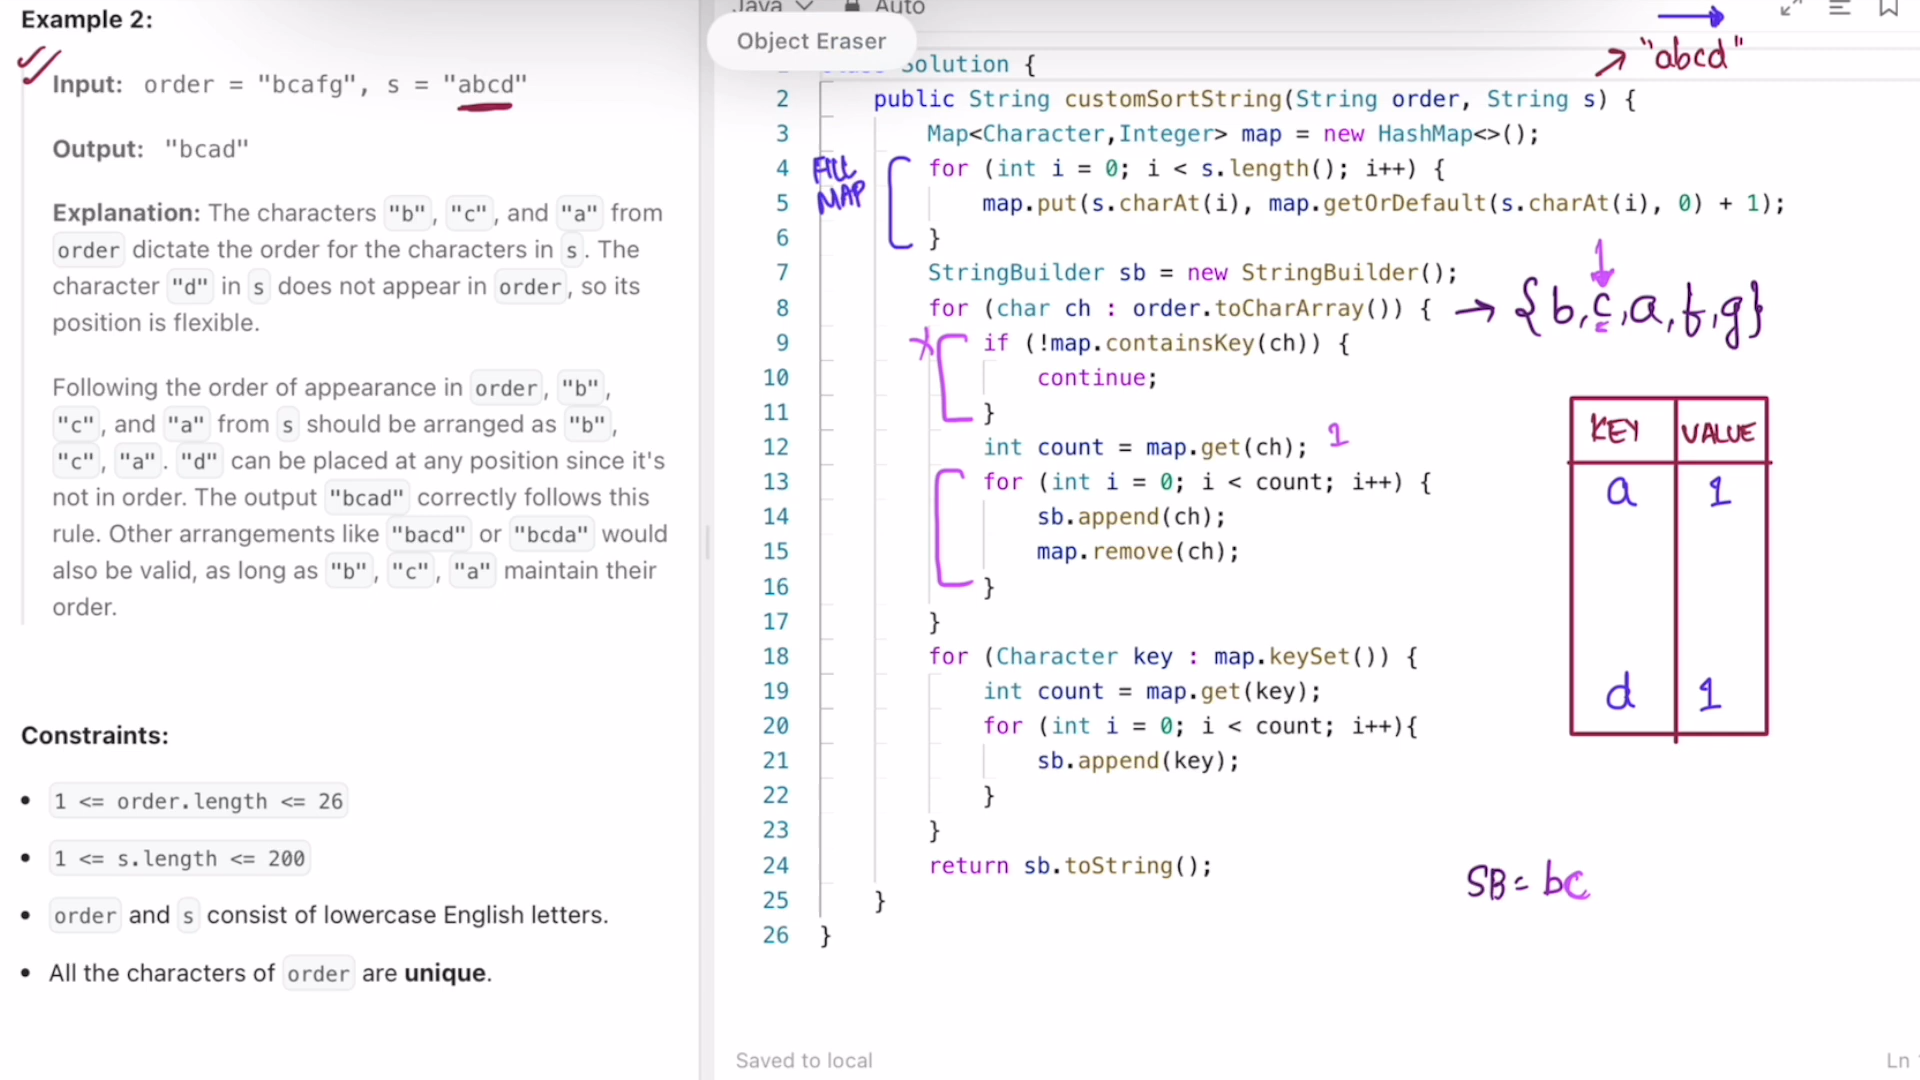 Example 2:
Input: order = "bcafg", s = "abcd"
Output: "bcad"
Explanation: The characters "b", "c", and "a" from
order dictate the order for the characters in s. The
character "d" in s does not appear in order, so its
position is flexible.
Following the order of appearance in order, "b",
"c", and "a" from s should be arranged as "b",
"c", "a". "d" can be placed at any position since it's
not in order. The output "bcad" correctly follows this
rule. Other arrangements like "bacd" or "bcda" would
also be valid, as long as "b", "c", "a" maintain their
order.
Constraints:
1 <= order.length <= 26
1 <= s.length <= 200
order and s consist of lowercase English letters.
All the characters of order are unique.
Java Auto
Object Eraser
"abcd"
Solution {
2 public String customSortString(String order, String s) {
3 Map<Character,Integer> map = new HashMap<>();
4 for (int i = 0; i < s.length(); i++) {
5 map.put(s.charAt(i), map.getOrDefault(s.charAt(i), 0) + 1);
6 }
FILL
MAP
7 StringBuilder sb = new StringBuilder();
8 for (char ch : order.toCharArray()) { → {b,c,a,f,g}
9 if (!map.containsKey(ch)) {
10 continue;
11 }
12 int count = map.get(ch); 1
13 for (int i = 0; i < count; i++) {
14 sb.append(ch);
15 map.remove(ch);
16 }
17 }
18 for (Character key : map.keySet()) {
19 int count = map.get(key);
20 for (int i = 0; i < count; i++){
21 sb.append(key);
22 }
23 }
24 return sb.toString();
25 }
26 }
KEY VALUE
a 1
d 1
SB = bc
Saved to local
Ln